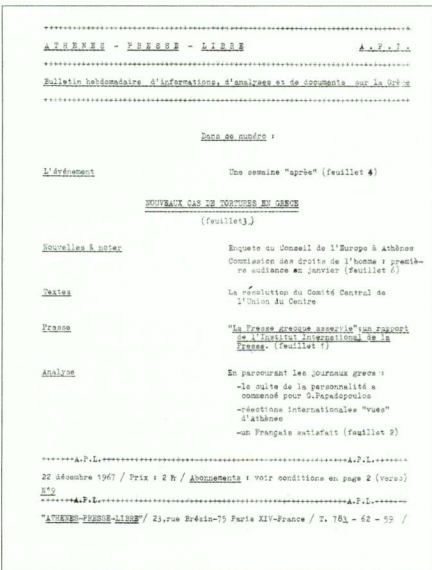 ++++++++++++++++++++++++++++++++++++++++++++++++++++
ATHENES - PRESSE - LIBRE A.P.L.
++++++++++++++++++++++++++++++++++++++++++++++++++++
Bulletin hebdomadaire d'informations, d'analyses et de documents sur la Grèce
++++++++++++++++++++++++++++++++++++++++++++++++++++
Dans ce numéro :
L'événement Une semaine "après" (feuillet 4)
NOUVEAUX CAS DE TORTURES EN GRECE
(feuillet3_)
Nouvelles à noter Enquete du Conseil de l'Europe à Athènes
Commission des droits de l'homme : premiè-
re audience en janvier (feuillet 6)
Textes La résolution du Comité Central de
l'Union du Centre
Presse "La Presse grecque asservie":un rapport
de l'Institut International de la
Presse. (feuillet 1)
Analyse En parcourant les journaux grecs :
-le culte de la personnalité a
commencé pour G.Papadopoulos
-réactions internationales "vues"
d'Athènes
-un Français satisfait (feuillet 2)
+++++++A.P.L.++++++++++++++++++++++++++++++++++++A.P.L.+++++++
22 décembre 1967 / Prix : 2 Fr / Abonnements : voir conditions en page 2 (verso)
N°9
+++++++A.P.L.++++++++++++++++++++++++++++++++++++A.P.L.+++++++
"ATHENES-PRESSE-LIBRE"/ 23,rue Brézin-75 Paris XIV-France / T. 783 - 62 - 59 /